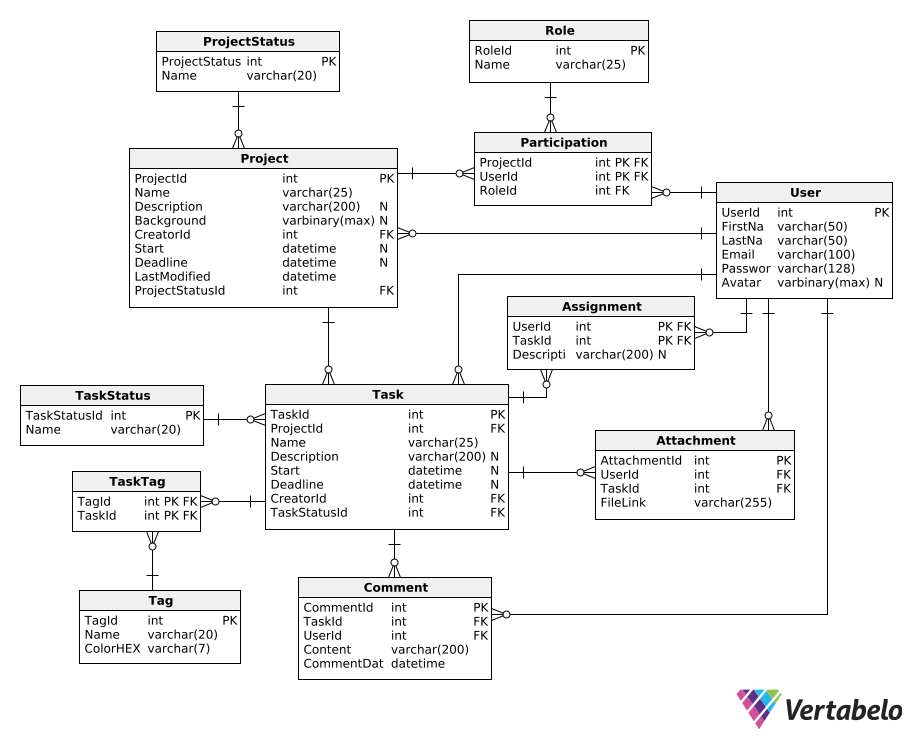 ProjectStatus
ProjectStatus int PK
Name varchar(20)
Role
RoleId int PK
Name varchar(25)
Project
ProjectId int PK
Name varchar(25)
Description varchar(200) N
Background varbinary(max) N
CreatorId int FK
Start datetime N
Deadline datetime N
LastModified datetime
ProjectStatusId int FK
Participation
ProjectId int PK FK
UserId int PK FK
RoleId int FK
User
UserId int PK
FirstNa varchar(50)
LastNa varchar(50)
Email varchar(100)
Passwor varchar(128)
Avatar varbinary(max) N
Assignment
UserId int PK FK
TaskId int PK FK
Descripti varchar(200) N
TaskStatus
TaskStatusId int PK
Name varchar(20)
Task
TaskId int PK
ProjectId int FK
Name varchar(25)
Description varchar(200) N
Start datetime N
Deadline datetime N
CreatorId int FK
TaskStatusId int FK
Attachment
AttachmentId int PK
UserId int FK
TaskId int FK
FileLink varchar(255)
TaskTag
TagId int PK FK
TaskId int PK FK
Tag
TagId int PK
Name varchar(20)
ColorHEX varchar(7)
Comment
CommentId int PK
TaskId int FK
UserId int FK
Content varchar(200)
CommentDat datetime
Vertabelo